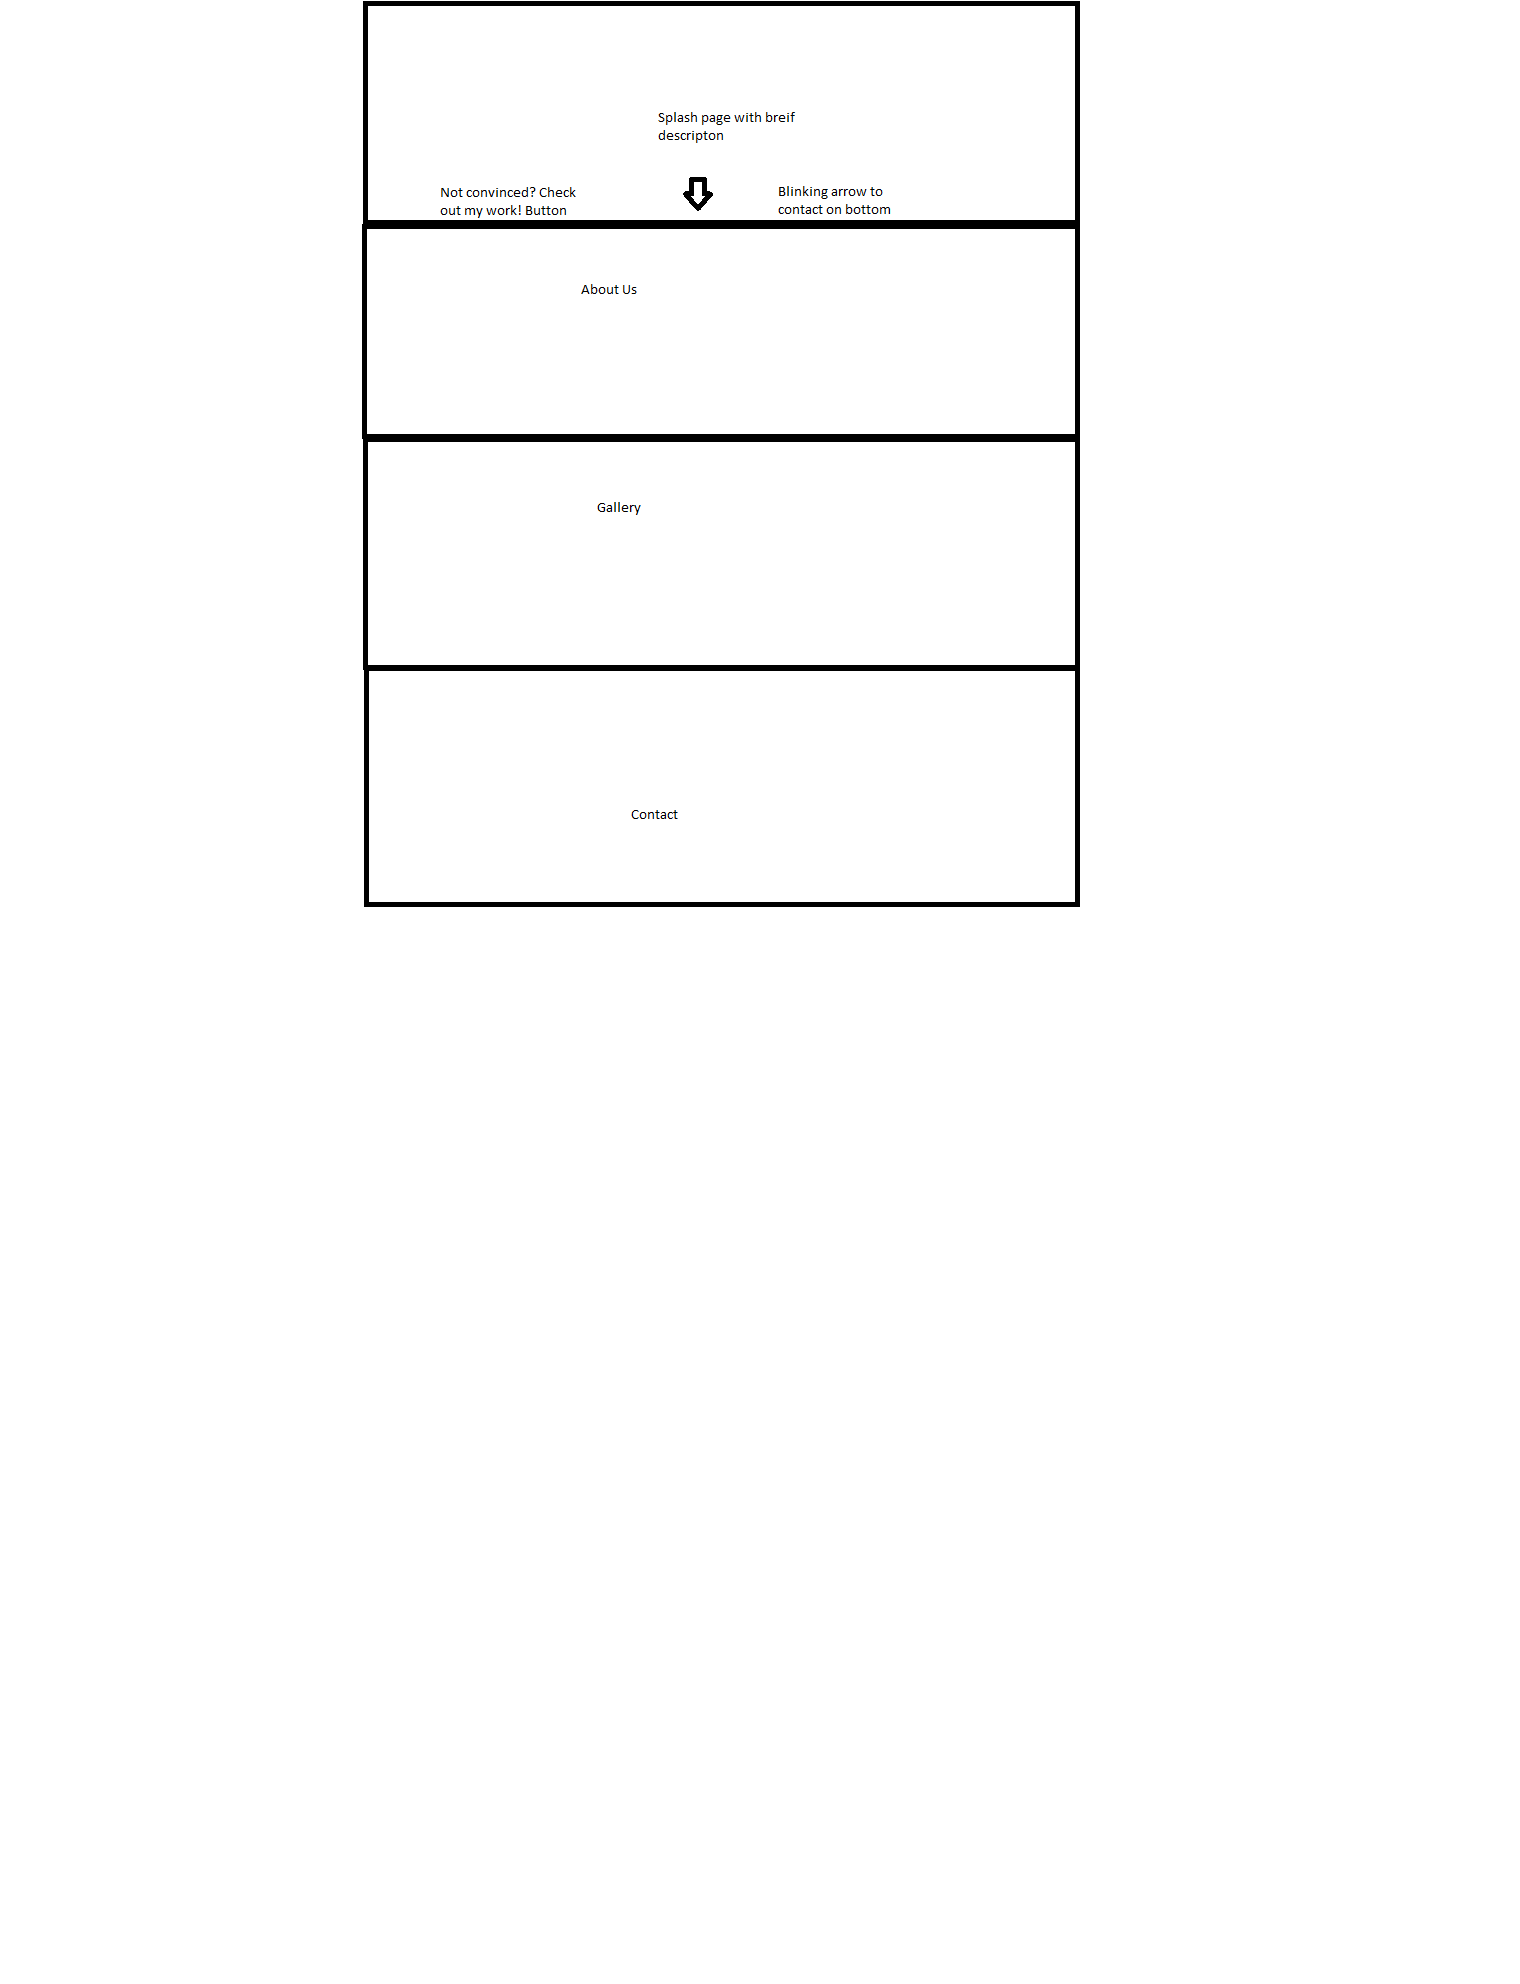 Splash page with breif
descripton
Not convinced? Check
out my work! Button
Blinking arrow to
contact on bottom
About Us
Gallery
Contact